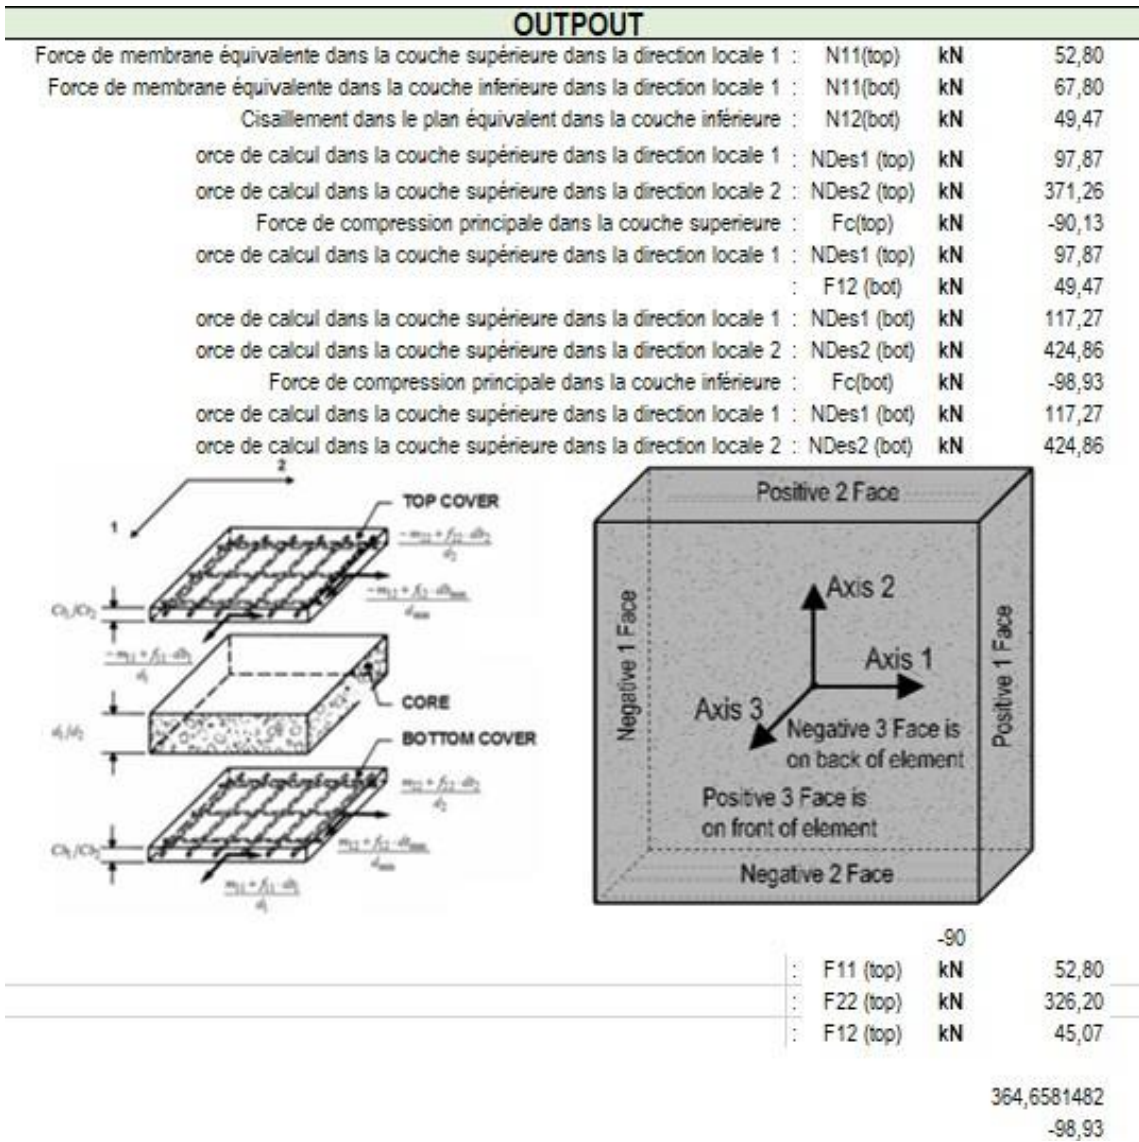 OUTPOUT
Force de membrane équivalente dans la couche supérieure dans la direction locale 1 : N11(top) kN 52,80
Force de membrane équivalente dans la couche inferieure dans la direction locale 1 : N11(bot) kN 67,80
Cisaillement dans le plan équivalent dans la couche inférieure : N12(bot) kN 49,47
orce de calcul dans la couche supérieure dans la direction locale 1 : NDes1 (top) kN 97,87
orce de calcul dans la couche supérieure dans la direction locale 2 : NDes2 (top) kN 371,26
Force de compression principale dans la couche superieure : Fc(top) kN -90,13
orce de calcul dans la couche supérieure dans la direction locale 1 : NDes1 (top) kN 97,87
: F12 (bot) kN 49,47
orce de calcul dans la couche supérieure dans la direction locale 1 : NDes1 (bot) kN 117,27
orce de calcul dans la couche supérieure dans la direction locale 2 : NDes2 (bot) kN 424,86
Force de compression principale dans la couche inférieure : Fc(bot) kN -98,93
orce de calcul dans la couche supérieure dans la direction locale 1 : NDes1 (bot) kN 117,27
orce de calcul dans la couche supérieure dans la direction locale 2 : NDes2 (bot) kN 424,86
2
1
TOP COVER
CORE
BOTTOM COVER
Positive 2 Face
Negative 1 Face
Axis 2
Axis 1
Axis 3
Positive 1 Face
Negative 3 Face is
on back of element
Positive 3 Face is
on front of element
Negative 2 Face
-90
: F11 (top) kN 52,80
: F22 (top) kN 326,20
: F12 (top) kN 45,07
364,6581482
-98,93